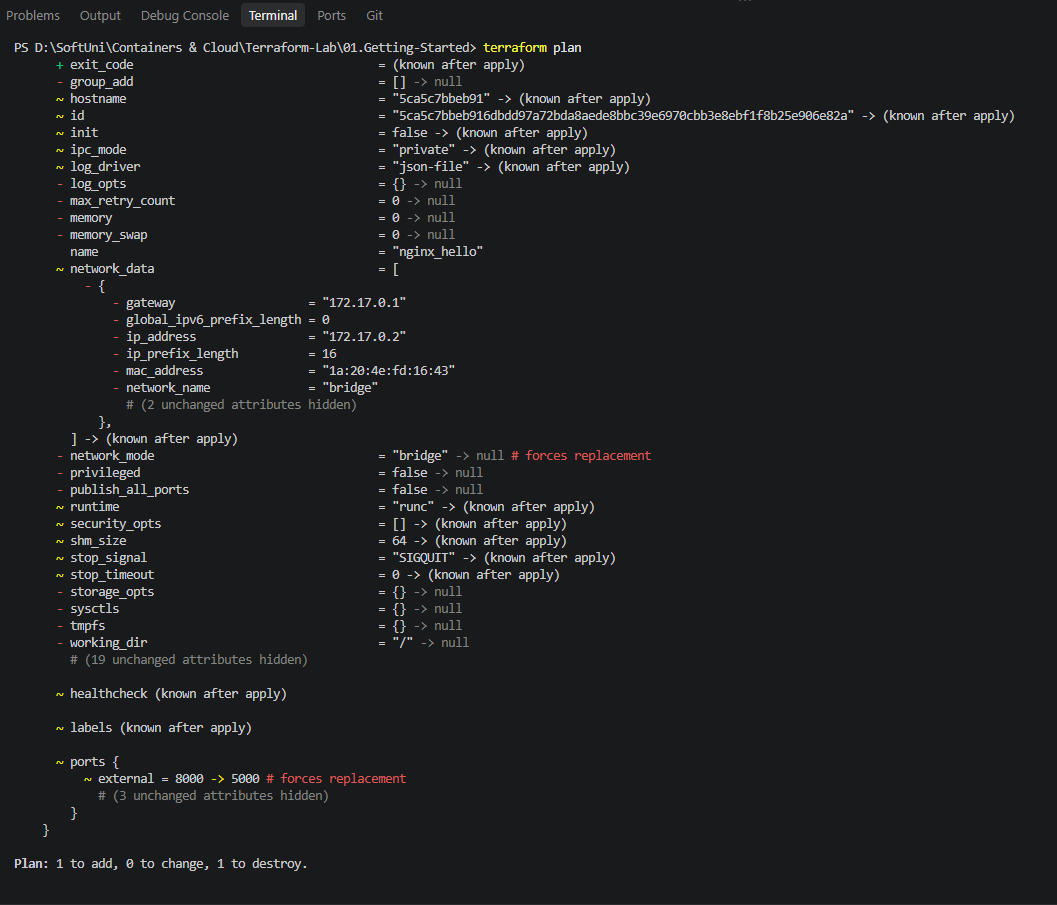 Problems Output Debug Console Terminal Ports Git
PS D:\SoftUni\Containers & Cloud\Terraform-Lab\01.Getting-Started> terraform plan
+ exit_code = (known after apply)
- group_add = [] -> null
~ hostname = "5ca5c7bbeb91" -> (known after apply)
~ id = "5ca5c7bbeb916dbdd97a72bda8aede8bbc39e6970cbb3e8ebf1f8b25e906e82a" -> (known after apply)
~ init = false -> (known after apply)
~ ipc_mode = "private" -> (known after apply)
~ log_driver = "json-file" -> (known after apply)
- log_opts = {} -> null
- max_retry_count = 0 -> null
- memory = 0 -> null
- memory_swap = 0 -> null
name = "nginx_hello"
~ network_data = [
- {
- gateway = "172.17.0.1"
- global_ipv6_prefix_length = 0
- ip_address = "172.17.0.2"
- ip_prefix_length = 16
- mac_address = "1a:20:4e:fd:16:43"
- network_name = "bridge"
# (2 unchanged attributes hidden)
},
] -> (known after apply)
- network_mode = "bridge" -> null # forces replacement
- privileged = false -> null
- publish_all_ports = false -> null
~ runtime = "runc" -> (known after apply)
~ security_opts = [] -> (known after apply)
~ shm_size = 64 -> (known after apply)
~ stop_signal = "SIGQUIT" -> (known after apply)
~ stop_timeout = 0 -> (known after apply)
- storage_opts = {} -> null
- sysctls = {} -> null
- tmpfs = {} -> null
- working_dir = "/" -> null
# (19 unchanged attributes hidden)
~ healthcheck (known after apply)
~ labels (known after apply)
~ ports {
~ external = 8000 -> 5000 # forces replacement
# (3 unchanged attributes hidden)
}
}
Plan: 1 to add, 0 to change, 1 to destroy.